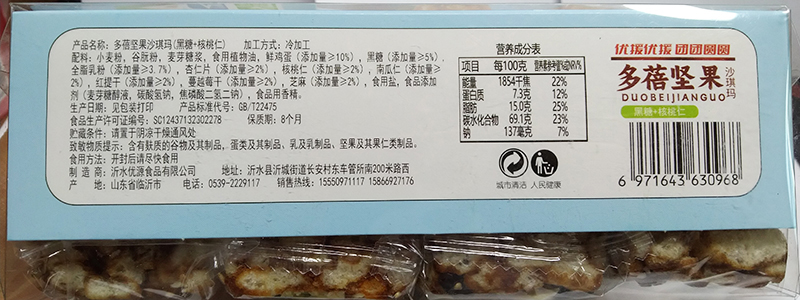 产品名称：多蓓坚果沙琪玛(黑糖+核桃仁) 加工方式：冷加工
配料：小麦粉，谷朊粉，麦芽糖浆，食用植物油，鲜鸡蛋（添加量≥10%），黑糖（添加量≥5%），
全脂乳粉（添加量≥3.7%），杏仁片（添加量≥2%），核桃仁（添加量≥2%），南瓜仁（添加量≥
2%），红提干（添加量≥2%），蔓越莓干（添加量≥2%），芝麻（添加量≥2%），食用盐，食品添加
剂（麦芽糖醇液，碳酸氢钠，焦磷酸二氢二钠），食品用香精。
生产日期：见包装打印 产品标准代号：GB/T22475
食品生产许可证编号：SC12437132302278 保质期：8个月
贮藏条件：请置于阴凉干燥通风处
致敏物质提示：含有麸质的谷物及其制品，蛋类及其制品、乳及乳制品、坚果及其果仁类制品。
食用方法：开封后请尽快食用
制造商：沂水优源食品有限公司 地址：沂水县沂城街道长安村东车管所南200米路西
产地：山东省临沂市 电话：0539-2229117 销售热线：15550971117 15866927176
营养成分表
项目 每100克 营养素参考值%或NRV%
能量 1854千焦 22%
蛋白质 7.3克 12%
脂肪 15.0克 25%
碳水化合物 69.1克 23%
钠 137毫克 7%
城市清洁 人民健康
优援优援 团团圆圆
多蓓坚果
沙琪玛
DUOBEIJIANGUO
黑糖+核桃仁
6 971643 630968